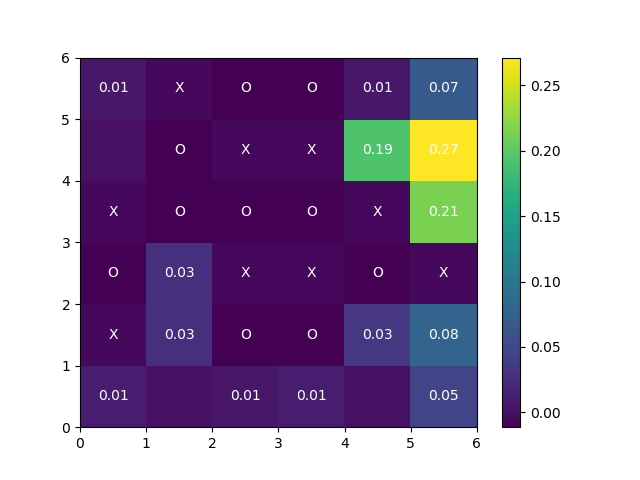 6
0.01 X O O 0.01 0.07
5
O X X 0.19 0.27
4
X O O O X 0.21
3
O 0.03 X X O X
2
X 0.03 O O 0.03 0.08
1
0.01 0.01 0.01 0.05
0
0 1 2 3 4 5 6
0.25
0.20
0.15
0.10
0.05
0.00